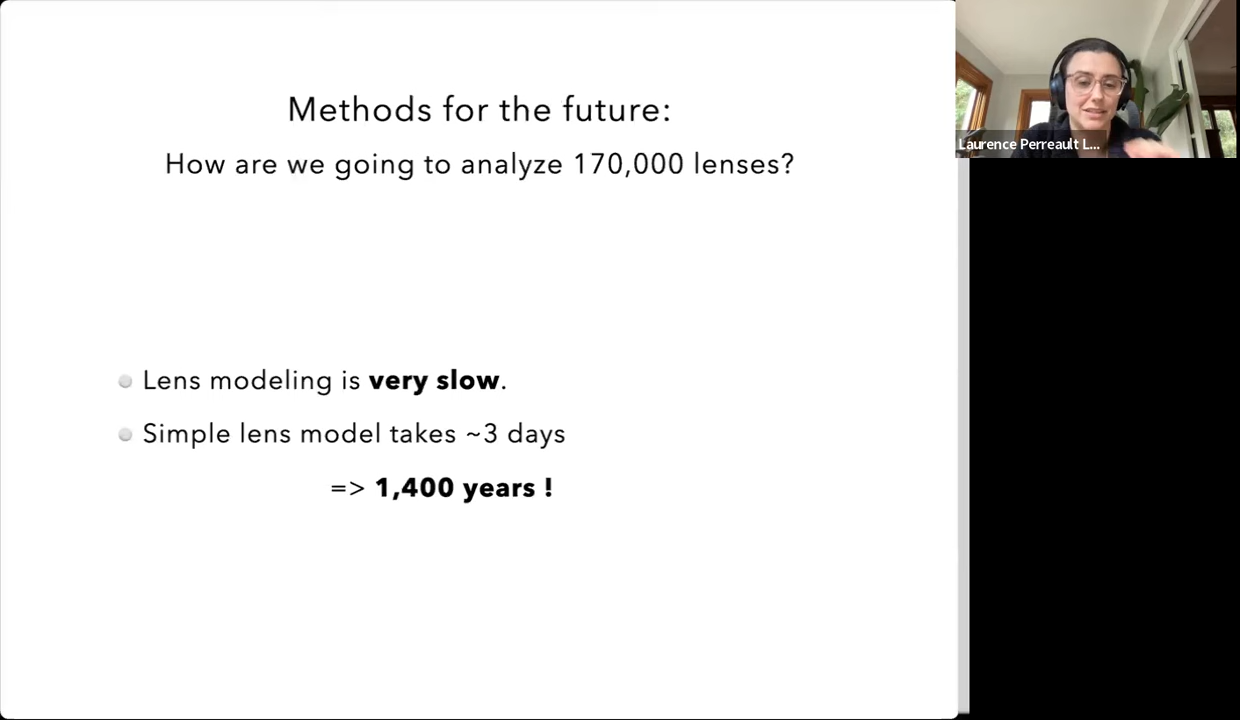 Methods for the future:
How are we going to analyze 170,000 lenses?
Lens modeling is very slow.
Simple lens model takes ~3 days
=> 1,400 years !
Laurence Perreault L...